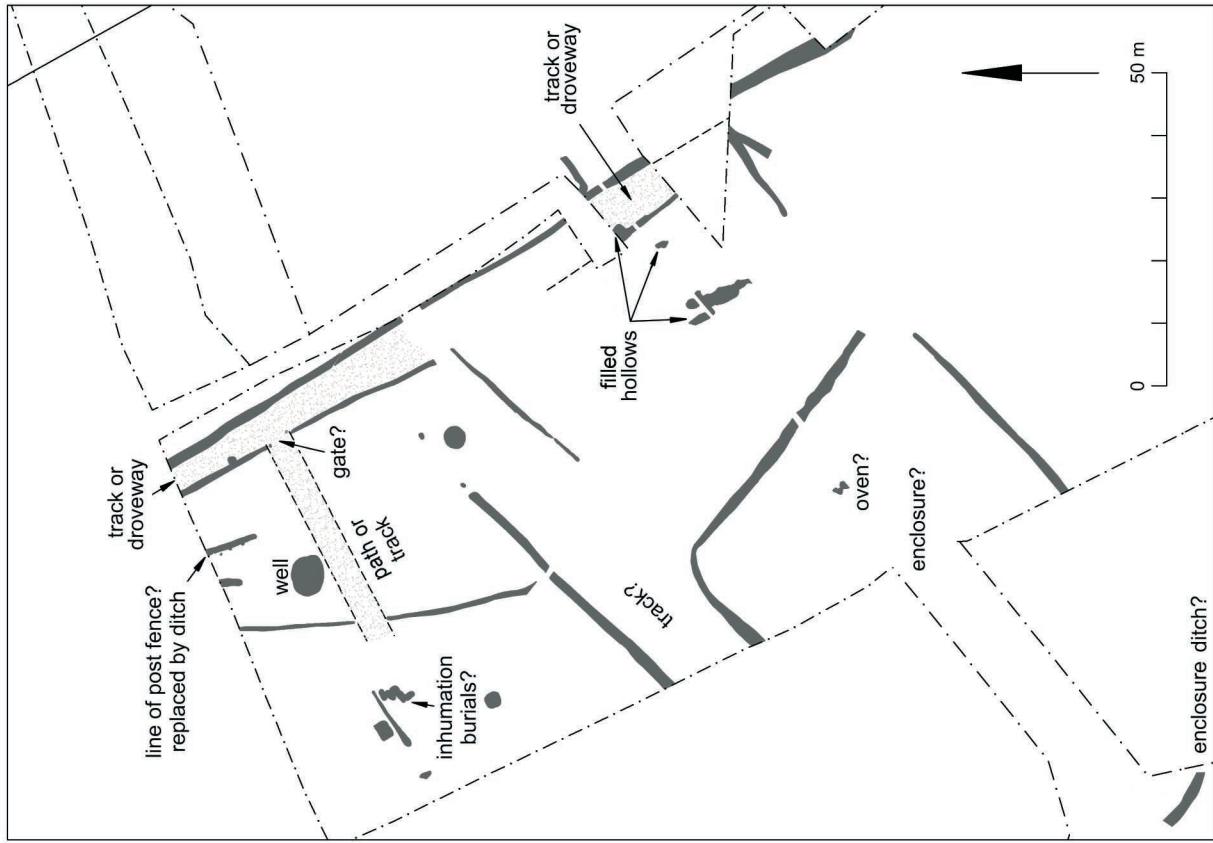 line of post fence?
replaced by ditch
track or
droveway
well
gate?
path or
track
inhumation
burials?
track?
filled
hollows
track or
droveway
oven?
enclosure?
enclosure ditch?
0
50 m